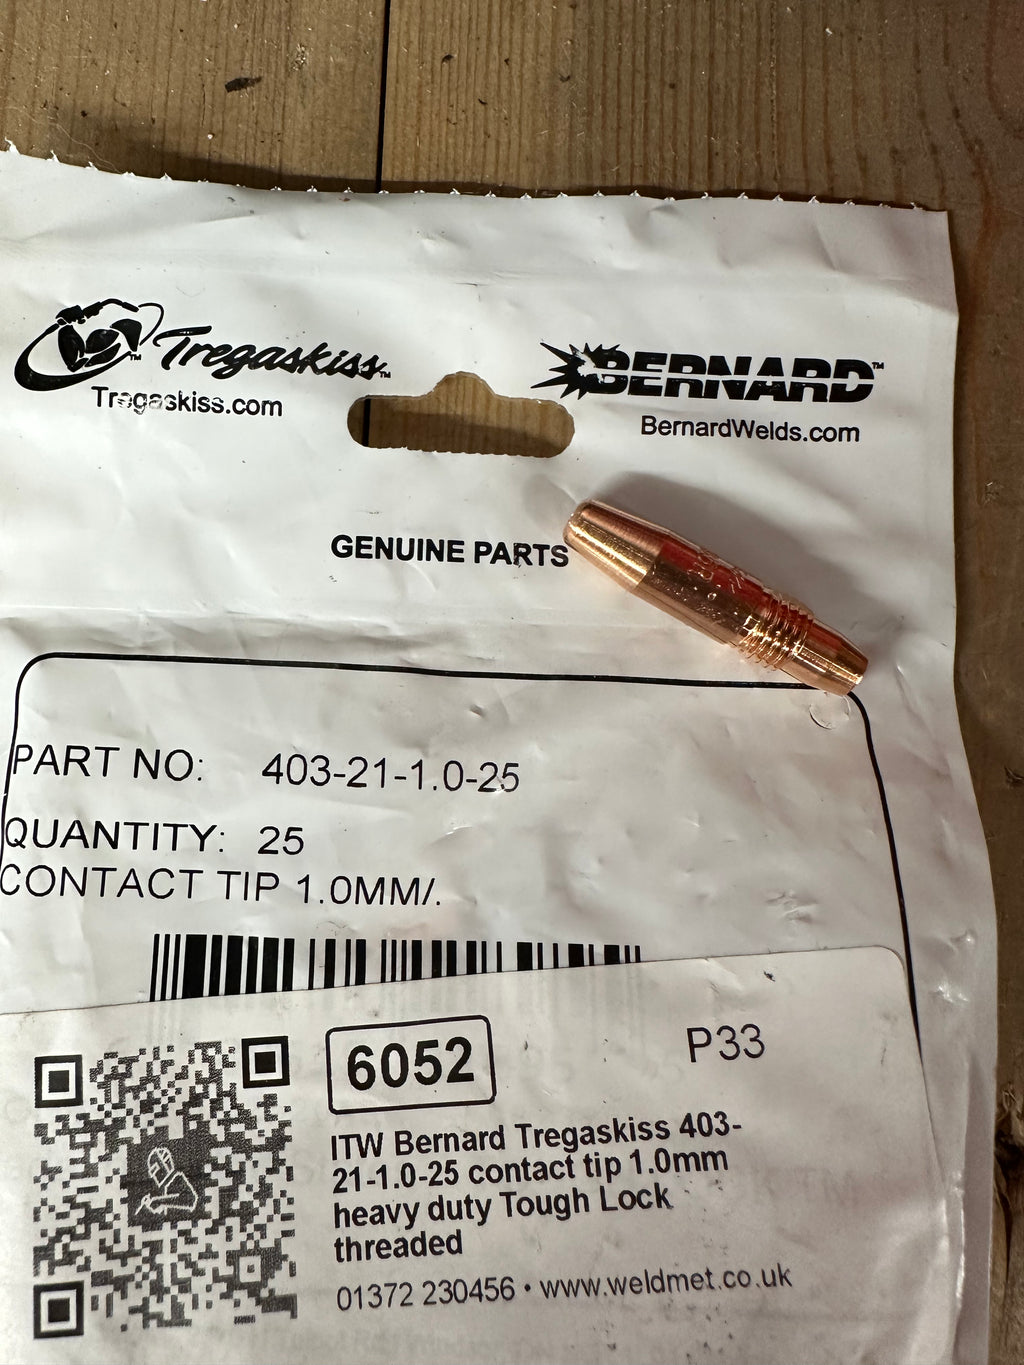 Tregaskiss™
Tregaskiss.com
BERNARD™
BernardWelds.com
GENUINE PARTS
PART NO: 403-21-1.0-25
QUANTITY: 25
CONTACT TIP 1.0MM/.
6052
P33
ITW Bernard Tregaskiss 403-
21-1.0-25 contact tip 1.0mm
heavy duty Tough Lock
threaded
01372 230456 • www.weldmet.co.uk